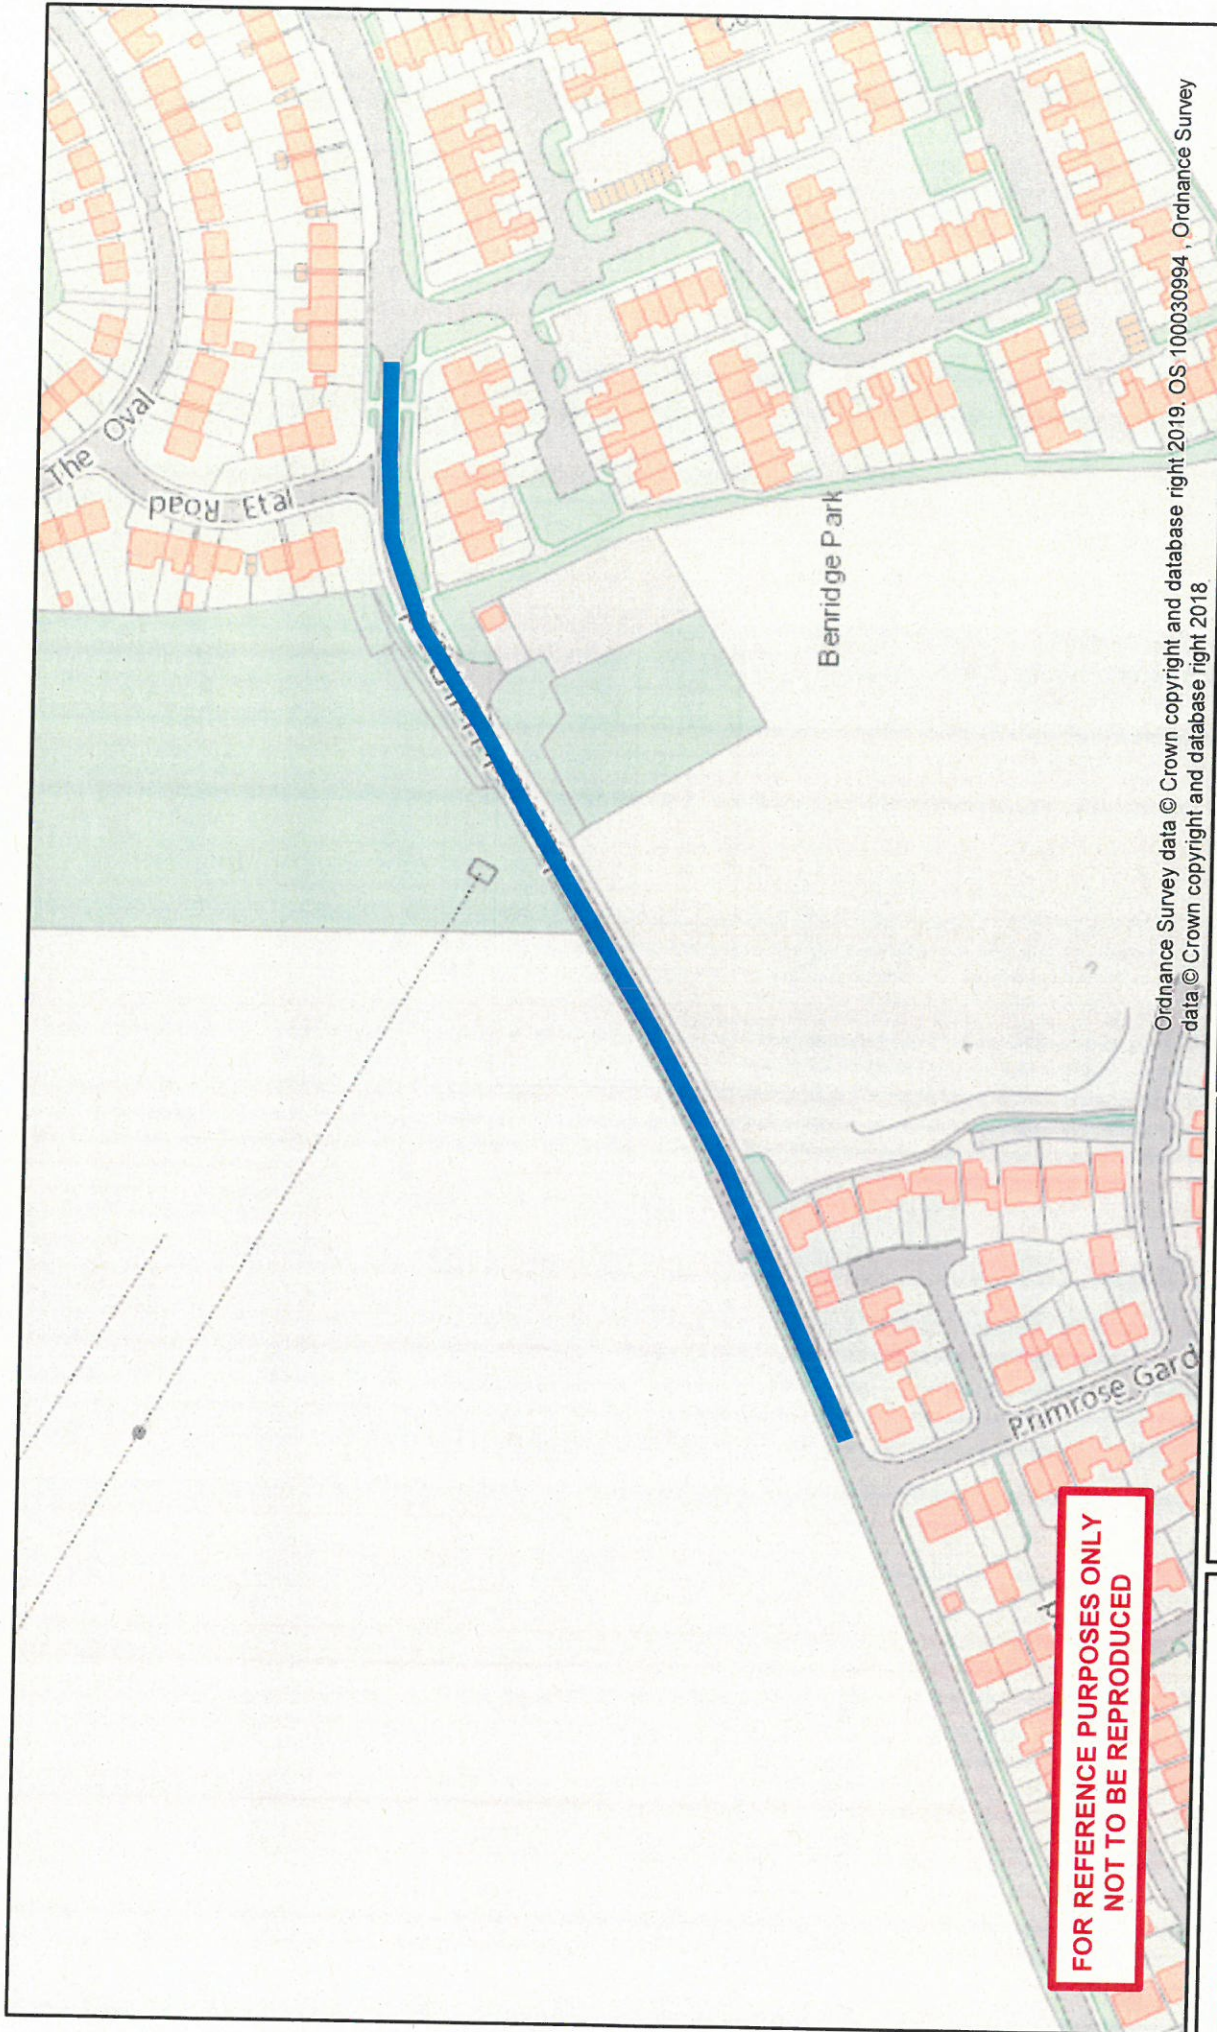 The Oval
Etal Road
Benridge Park
Primrose Gard
Ordnance Survey data © Crown copyright and database right 2019. OS 100030994 , Ordnance Survey
data © Crown copyright and database right 2018
FOR REFERENCE PURPOSES ONLY
NOT TO BE REPRODUCED